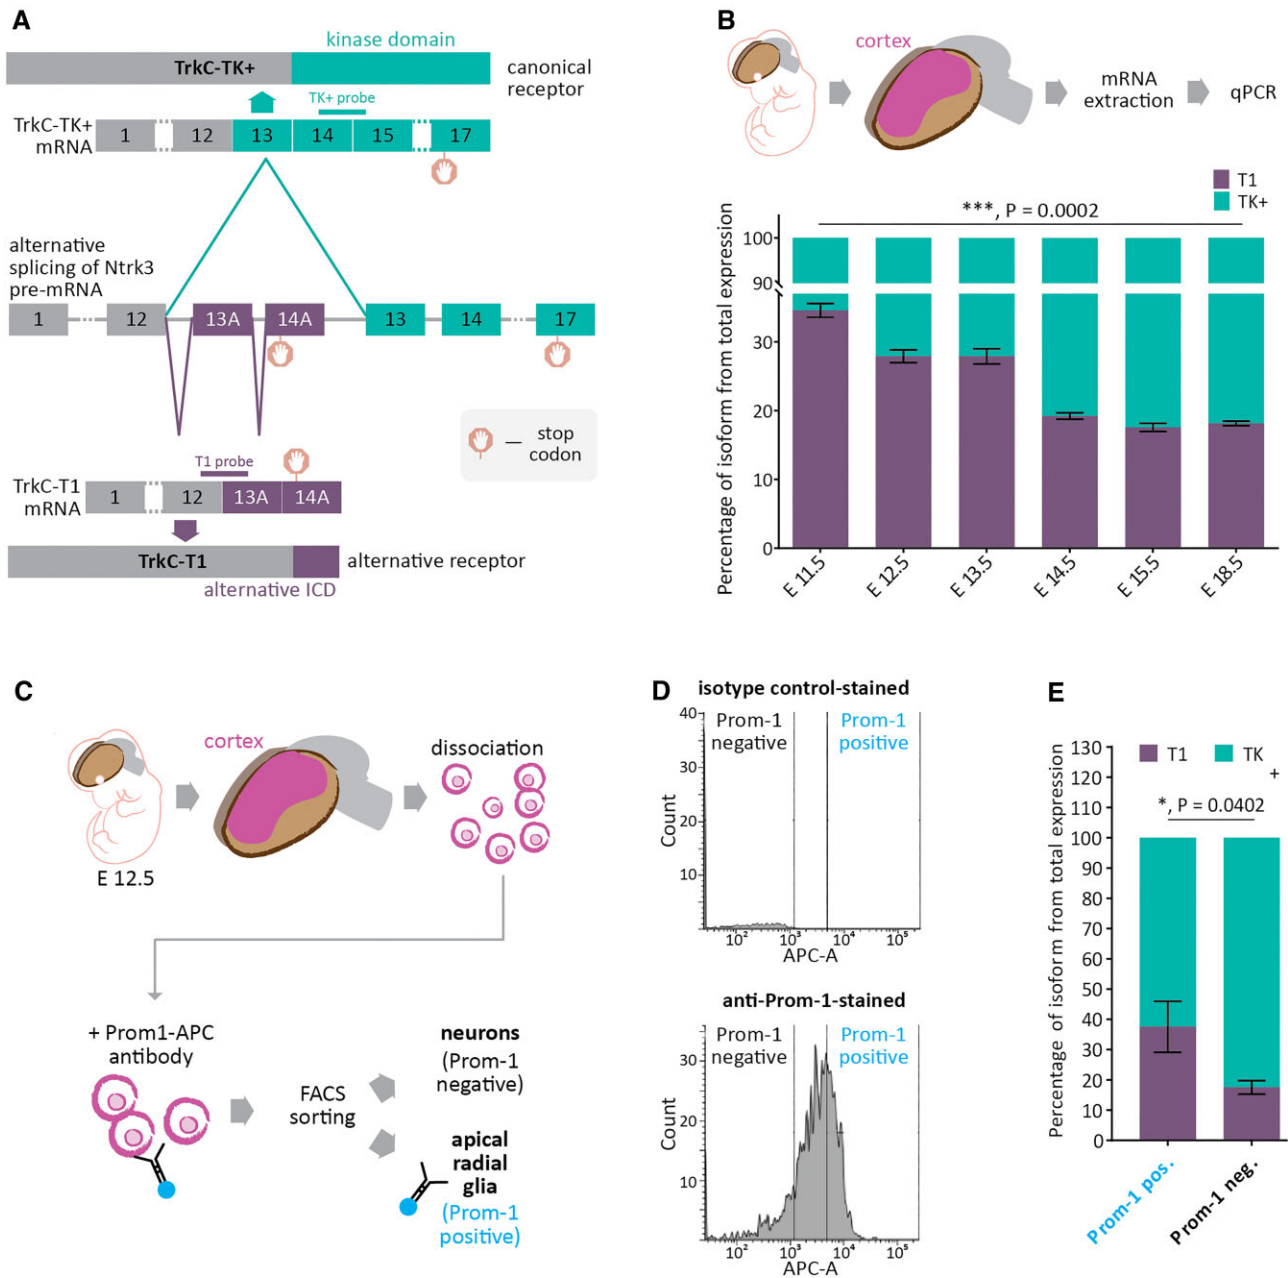 A
kinase domain
TrkC-TK+
canonical
receptor
TK+ probe
TrkC-TK+
mRNA
1 12 13 14 15 17
alternative
splicing of Ntrk3
pre-mRNA
1 12 13A 14A 13 14 17
— stop
codon
T1 probe
TrkC-T1
mRNA
1 12 13A 14A
TrkC-T1
alternative receptor
alternative ICD
B
cortex
mRNA
extraction
qPCR
T1
TK+
***, P = 0.0002
Percentage of isoform from total expression
100
90
30
20
10
0
E 11.5 E 12.5 E 13.5 E 14.5 E 15.5 E 18.5
C
cortex
dissociation
E 12.5
+ Prom1-APC
antibody
FACS
sorting
neurons
(Prom-1
negative)
apical
radial
glia
(Prom-1
positive)
D
isotype control-stained
Prom-1
negative
Prom-1
positive
Count
40
30
20
10
10² 10³ 10⁴ 10⁵
APC-A
anti-Prom-1-stained
Prom-1
negative
Prom-1
positive
Count
30
20
10
10² 10³ 10⁴ 10⁵
APC-A
E
T1 TK
+
*, P = 0.0402
Percentage of isoform from total expression
130
120
110
100
90
80
70
60
50
40
30
20
10
0
Prom-1 pos. Prom-1 neg.